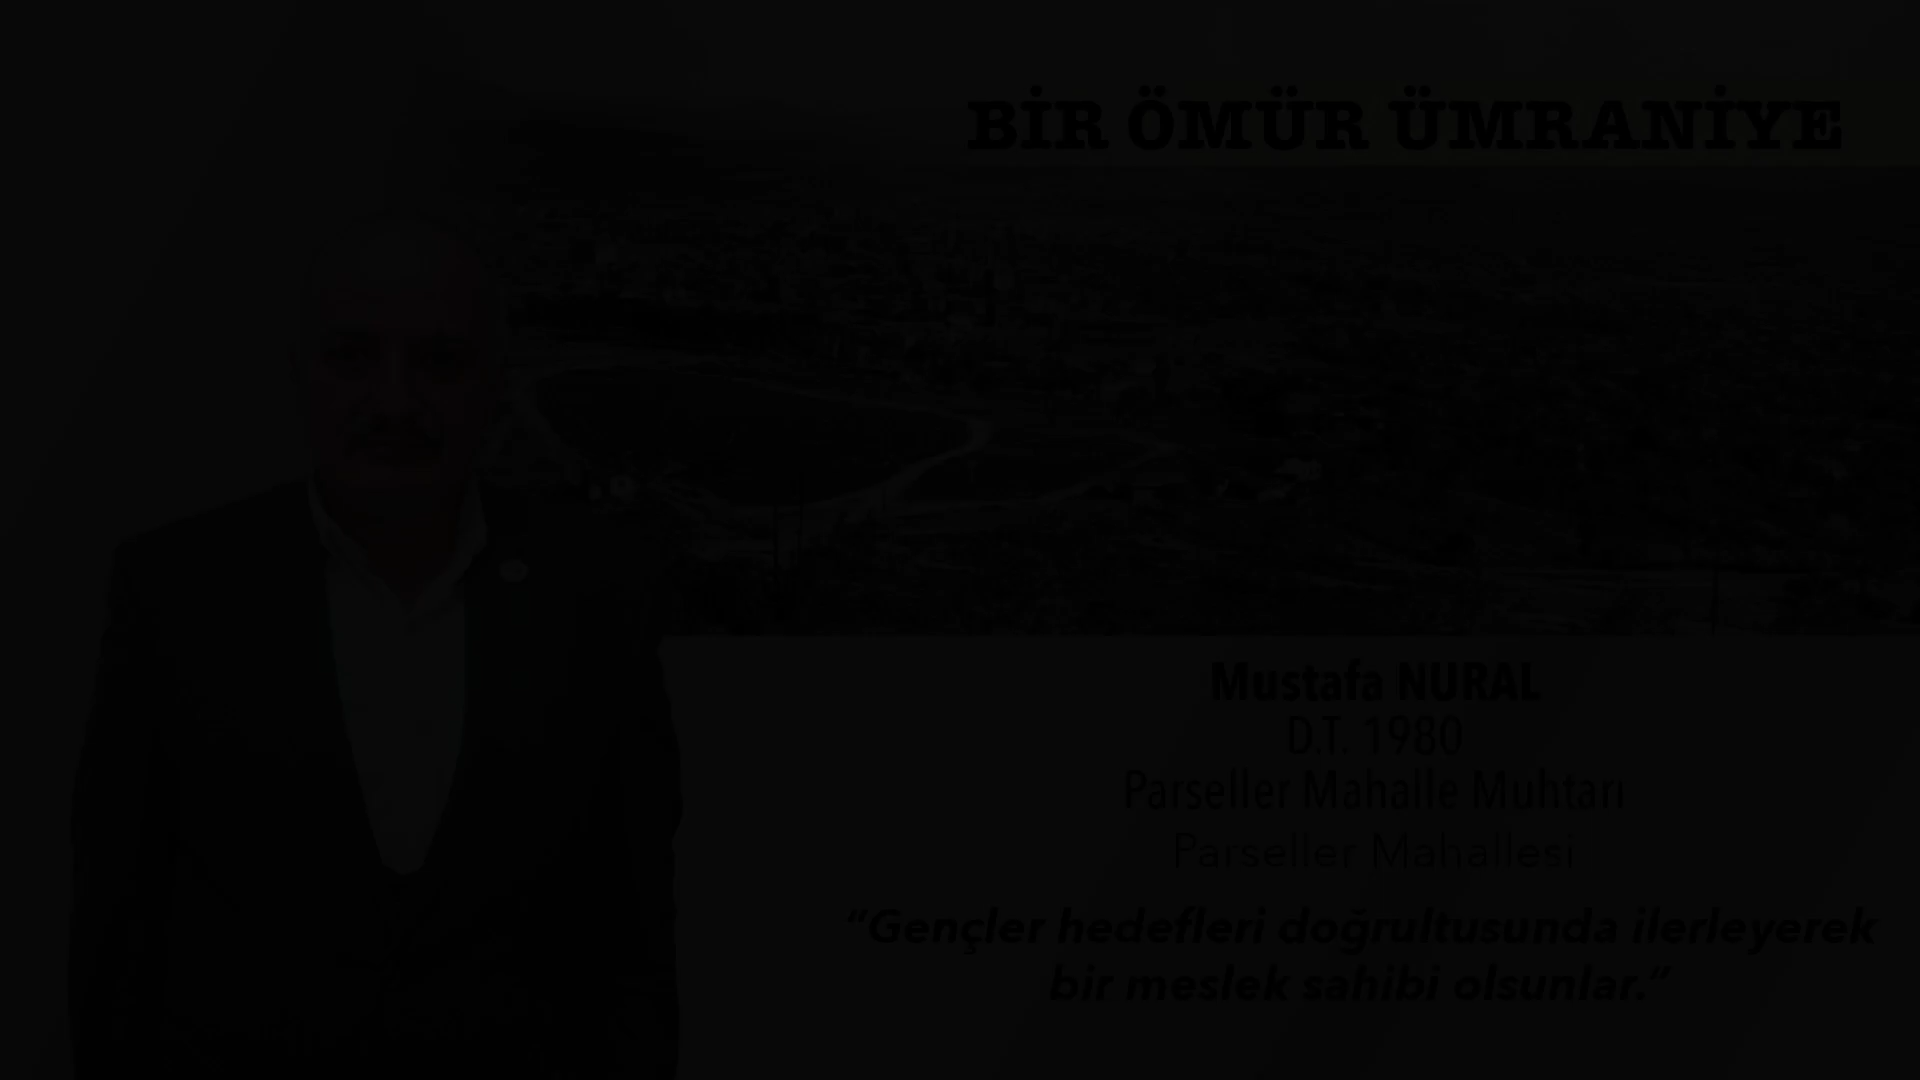 BİR ÖMÜR ÜMRANİYE
Mustafa NURAL
D.T. 1980
Parseller Mahalle Muhtarı
Parseller Mahallesi
“Gençler hedefleri doğrultusunda ilerleyerek
bir meslek sahibi olsunlar.”